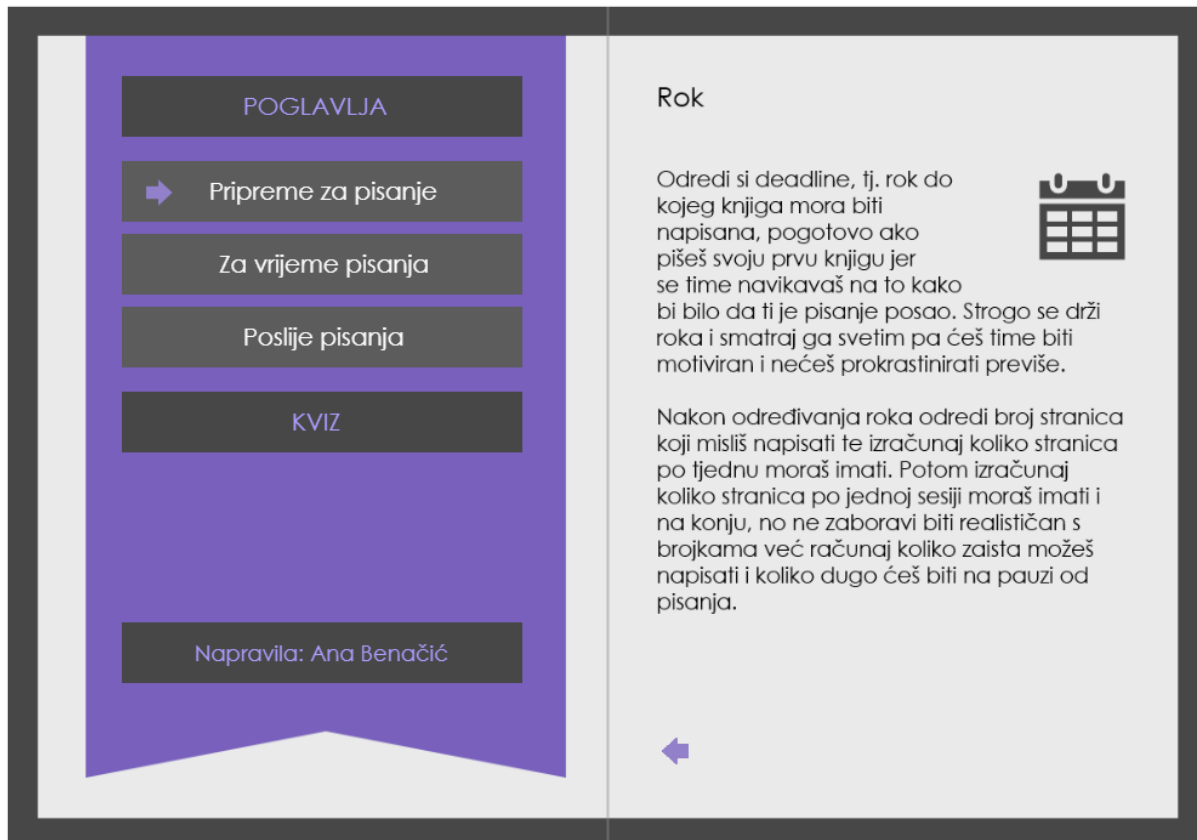 POGLAVLJA
Pripreme za pisanje
Za vrijeme pisanja
Poslije pisanja
KVIZ
Napravila: Ana Benačić
Rok
Odredi si deadline, tj. rok do
kojeg knjiga mora biti
napisana, pogotovo ako
pišeš svoju prvu knjigu jer
se time navikavaš na to kako
bi bilo da ti je pisanje posao. Strogo se drži
roka i smatraj ga svetim pa ćeš time biti
motiviran i nećeš prokrastinirati previše.
Nakon određivanja roka odredi broj stranica
koji misliš napisati te izračunaj koliko stranica
po tjednu moraš imati. Potom izračunaj
koliko stranica po jednoj sesiji moraš imati i
na konju, no ne zaboravi biti realističan s
brojkama već računaj koliko zaista možeš
napisati i koliko dugo ćeš biti na pauzi od
pisanja.